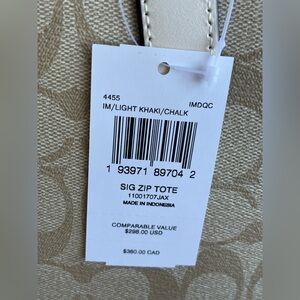 4455 IMDQC
IM/LIGHT KHAKI/CHALK
1 93971 89704 2
SIG ZIP TOTE
11001707JAX
MADE IN INDONESIA
COMPARABLE VALUE
$298.00 USD
$360.00 CAD